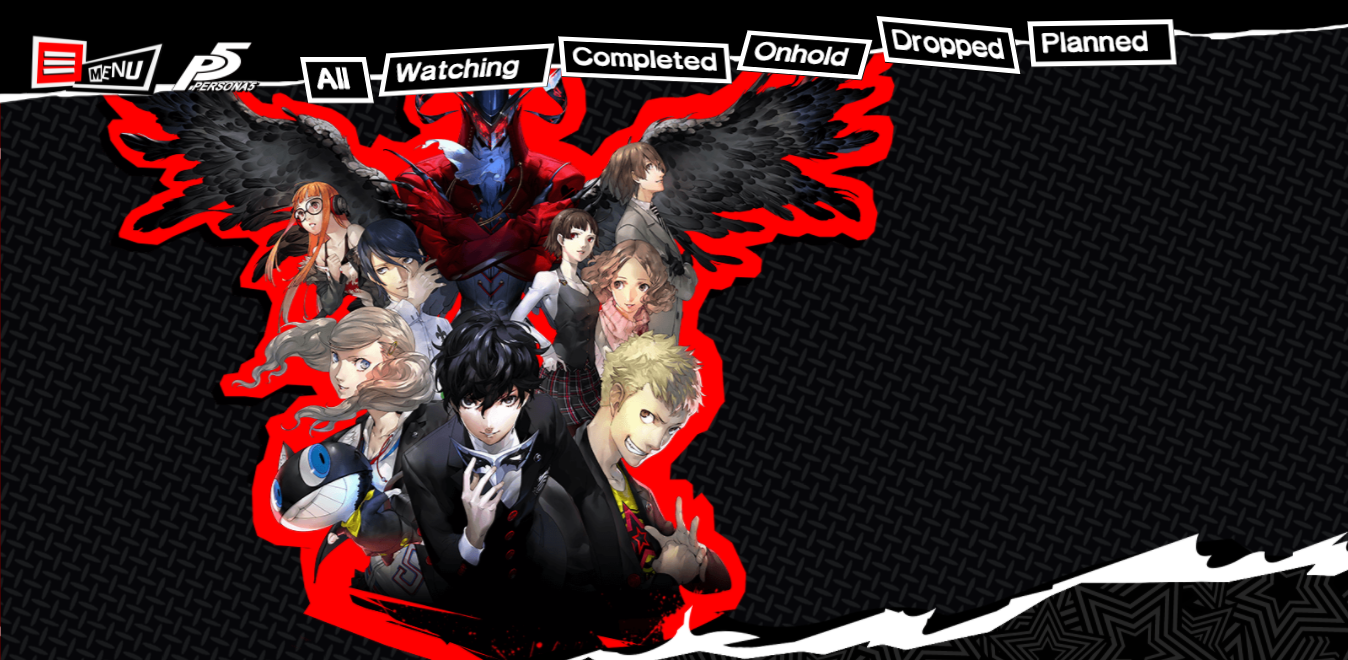 MENU
P5
PERSONA5
All
Watching
Completed
Onhold
Dropped
Planned